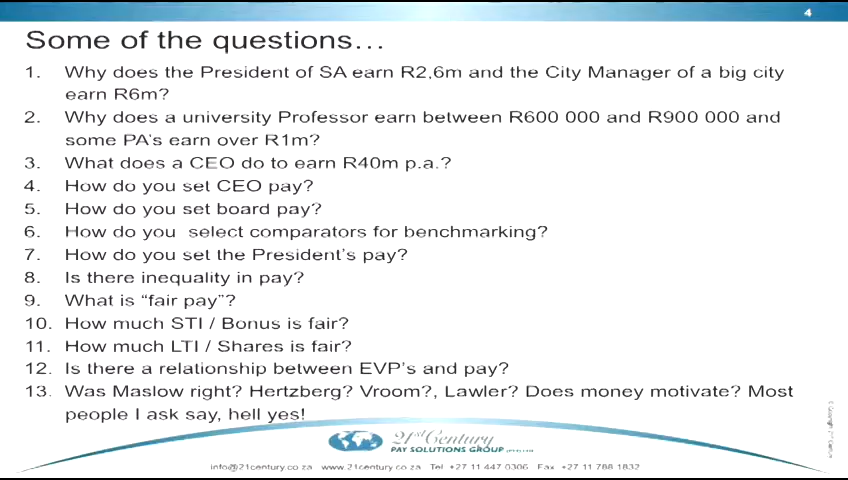 4
Some of the questions...
1. Why does the President of SA earn R2,6m and the City Manager of a big city
earn R6m?
2. Why does a university Professor earn between R600 000 and R900 000 and
some PA's earn over R1m?
3. What does a CEO do to earn R40m p.a.?
4. How do you set CEO pay?
5. How do you set board pay?
6. How do you select comparators for benchmarking?
7. How do you set the President's pay?
8. Is there inequality in pay?
9. What is “fair pay”?
10. How much STI / Bonus is fair?
11. How much LTI / Shares is fair?
12. Is there a relationship between EVP's and pay?
13. Was Maslow right? Hertzberg? Vroom?, Lawler? Does money motivate? Most
people I ask say, hell yes!
21st Century
PAY SOLUTIONS GROUP
info@21century.co.za www.21century.co.za Tel +27 11 447 0306 Fax +27 11 788 1832